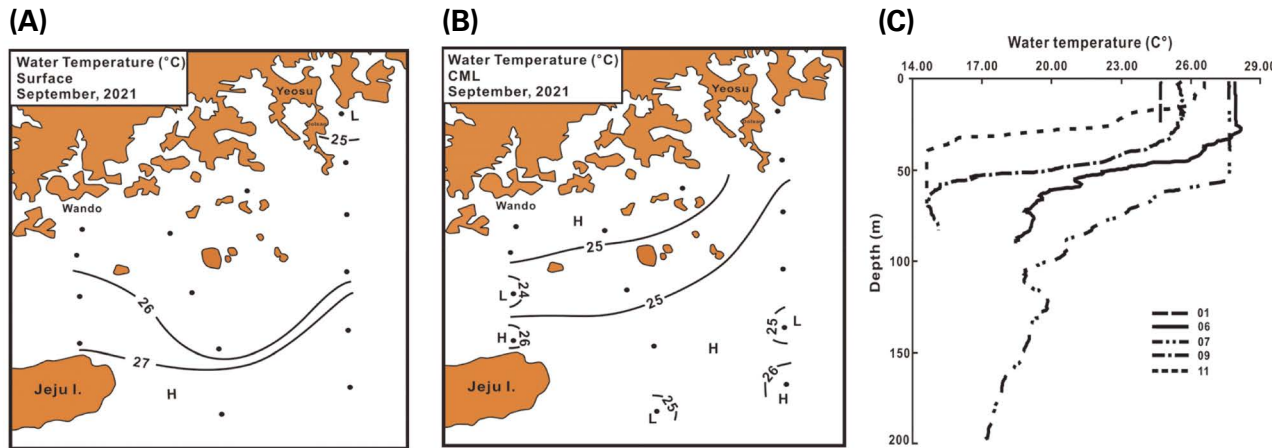 (A)
Water Temperature (°C)
Surface
September, 2021
Yeosu
L
25
Wando
26
27
H
Jeju I.
(B)
Water Temperature (°C)
CML
September, 2021
Yeosu
Wando
H
25
24
L
25
25
L
26
H
H
26
H
25
L
Jeju I.
(C)
Water temperature (C°)
14.00 17.00 20.00 23.00 26.00 29.00
0
50
100
150
200
Depth (m)
01
06
07
09
11